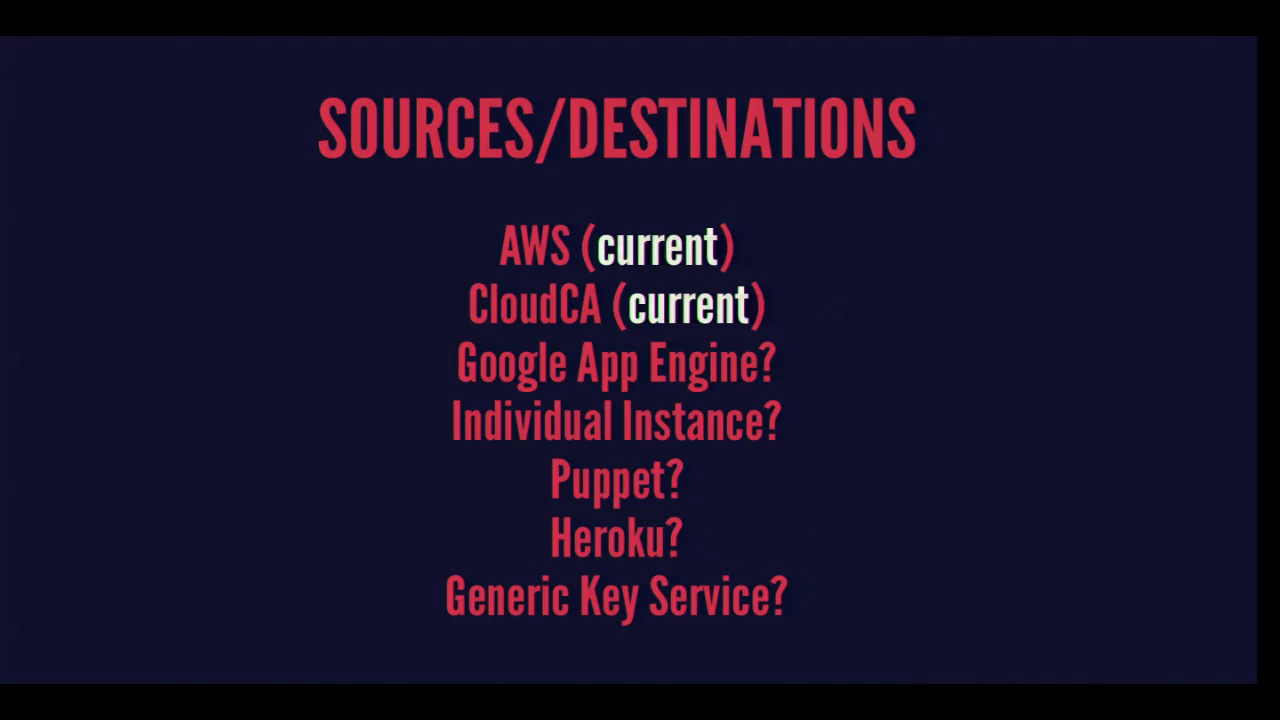 SOURCES/DESTINATIONS
AWS (current)
CloudCA (current)
Google App Engine?
Individual Instance?
Puppet?
Heroku?
Generic Key Service?